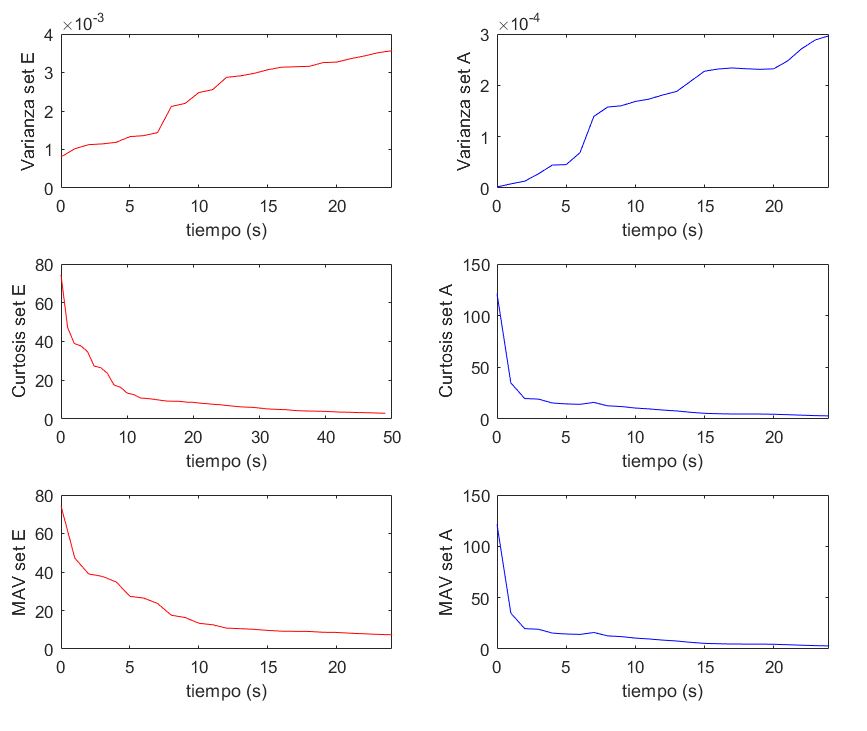 ×10⁻³
4
3
2
1
0
Varianza set E
0 5 10 15 20
tiempo (s)
×10⁻⁴
3
2
1
0
Varianza set A
0 5 10 15 20
tiempo (s)
80
60
40
20
0
Curtosis set E
0 10 20 30 40 50
tiempo (s)
150
100
50
0
Curtosis set A
0 5 10 15 20
tiempo (s)
80
60
40
20
0
MAV set E
0 5 10 15 20
tiempo (s)
150
100
50
0
MAV set A
0 5 10 15 20
tiempo (s)